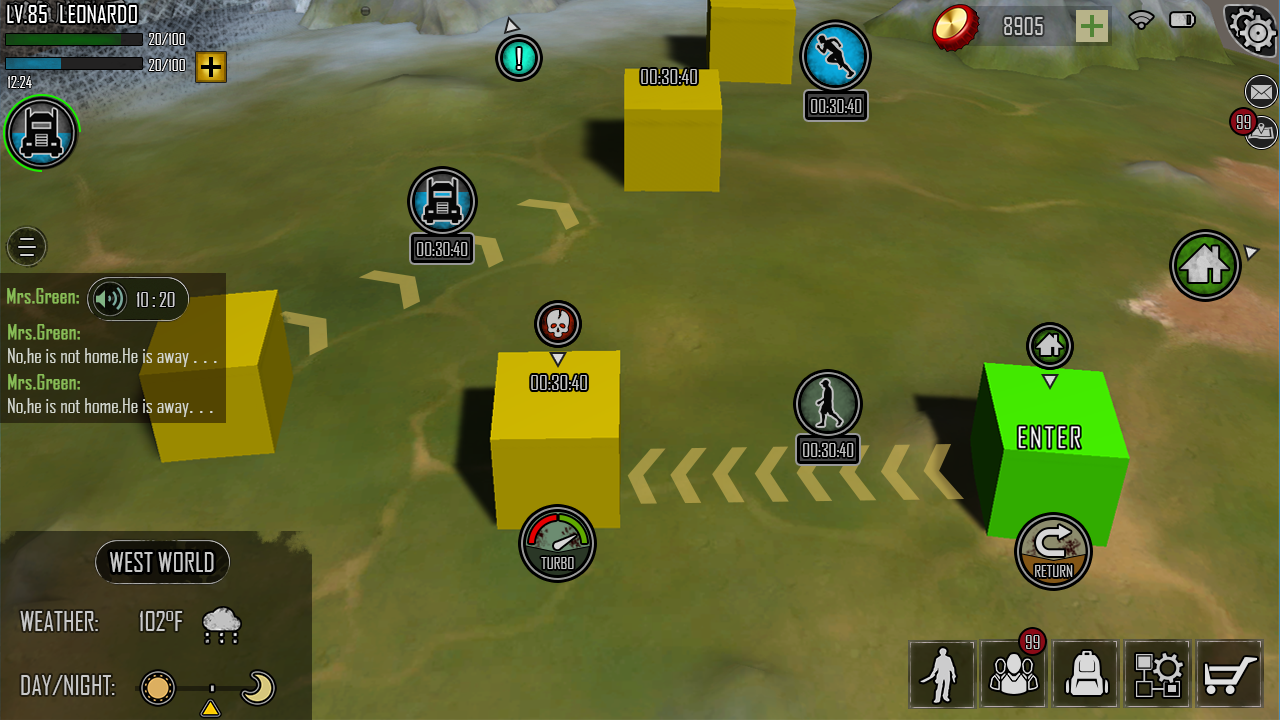 LV.85 LEONARDO
20/100
20/100
12:24
8905
99
00:30:40
00:30:40
00:30:40
00:30:40
00:30:40
Mrs.Green: 10:20
Mrs.Green:
No,he is not home.He is away . . .
Mrs.Green:
No,he is not home.He is away. . .
ENTER
TURBO
RETURN
WEST WORLD
WEATHER: 102°F
DAY/NIGHT:
99